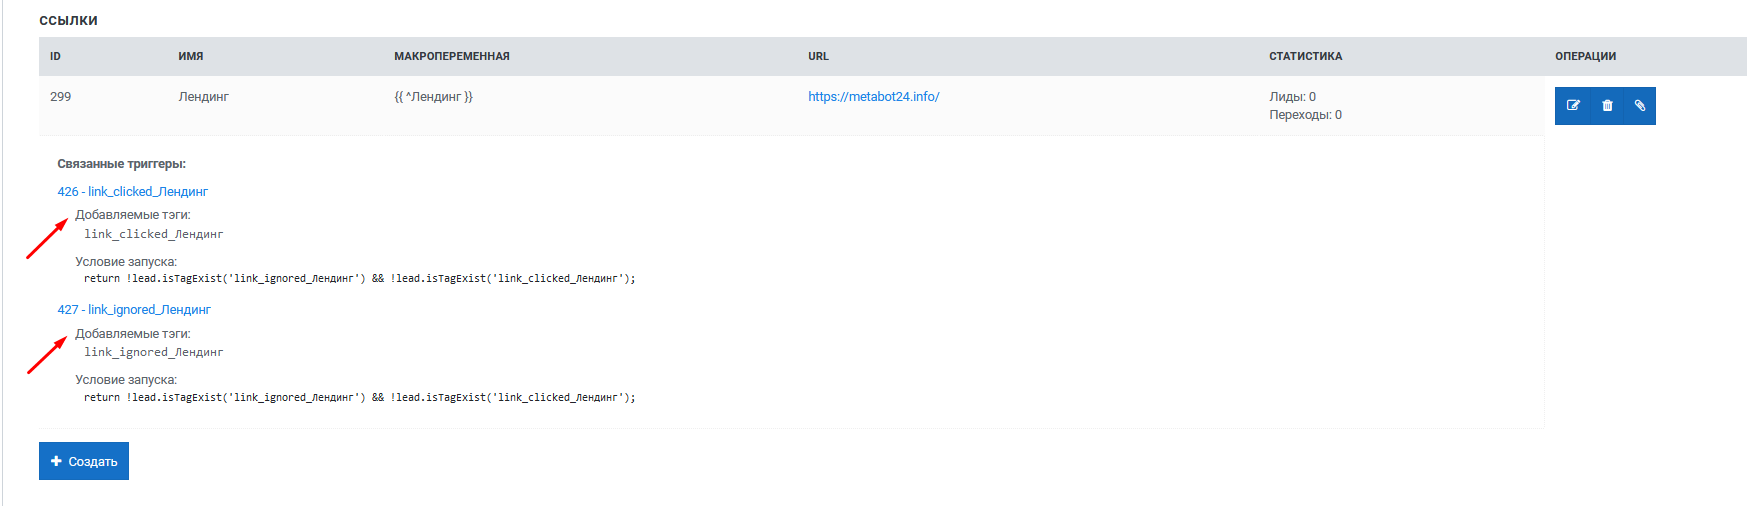 ССЫЛКИ
ID ИМЯ МАКРОПЕРЕМЕННАЯ URL СТАТИСТИКА ОПЕРАЦИИ
299 Лендинг {{ ^Лендинг }} https://metabot24.info/ Лиды: 0
Переходы: 0
Связанные триггеры:
426 - link_clicked_Лендинг
Добавляемые тэги:
link_clicked_Лендинг
Условие запуска:
return !lead.isTagExist('link_ignored_Лендинг') && !lead.isTagExist('link_clicked_Лендинг');
427 - link_ignored_Лендинг
Добавляемые тэги:
link_ignored_Лендинг
Условие запуска:
return !lead.isTagExist('link_ignored_Лендинг') && !lead.isTagExist('link_clicked_Лендинг');
Создать